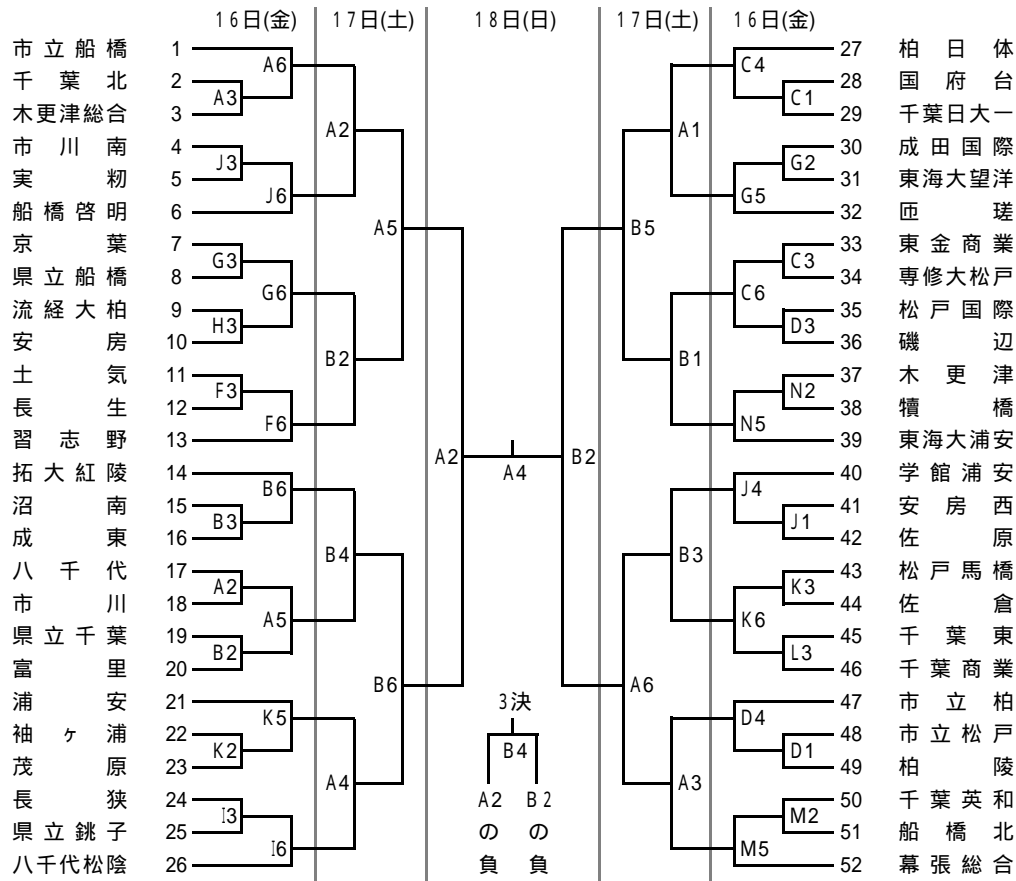 16日(金) 17日(土) 18日(日) 17日(土) 16日(金)
市立船橋 1 27 柏日体
A6 C4
千葉北 2 28 国府台
A3 C1
木更津総合 3 29 千葉日大一
A2 A1
市川南 4 30 成田国際
J3 G2
実籾 5 31 東海大望洋
J6 G5
船橋啓明 6 32 匝瑳
A5 B5
京葉 7 33 東金商業
G3 C3
県立船橋 8 34 専修大松戸
G6 C6
流経大柏 9 35 松戸国際
H3 D3
安房 10 36 磯辺
B2 B1
土気 11 37 木更津
F3 N2
長生 12 38 犢橋
F6 N5
習志野 13 39 東海大浦安
A2 A4 B2
拓大紅陵 14 40 学館浦安
B6 J4
沼南 15 41 安房西
B3 J1
成東 16 42 佐原
B4 B3
八千代 17 43 松戸馬橋
A2 K3
市川 18 44 佐倉
A5 K6
県立千葉 19 45 千葉東
B2 L3
富里 20 46 千葉商業
B6 A6
浦安 21 3決 47 市立柏
K5 D4
袖ヶ浦 22 48 市立松戸
K2 B4 D1
茂原 23 49 柏陵
A4 A3
長狭 24 A2 B2 50 千葉英和
I3 M2
県立銚子 25 の の 51 船橋北
I6 M5
八千代松陰 26 負 負 52 幕張総合